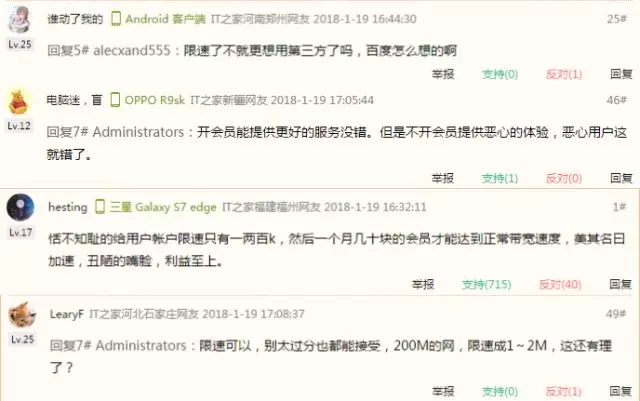 谁动了我的 Android 客户端 IT之家河南郑州网友 2018-1-19 16:44:30 25#
Lv.25
回复5# alecxand555：限速了不就更想用第三方了吗，百度怎么想的啊
举报 支持(0) 反对(1) 回复
电脑迷，盲 OPPO R9sk IT之家新疆网友 2018-1-19 17:05:44 46#
Lv.12
回复7# Administrators：开会员能提供更好的服务没错。但是不开会员提供恶心的体验，恶心用户这
就错了。
举报 支持(1) 反对(0) 回复
hesting 三星 Galaxy S7 edge IT之家福建福州网友 2018-1-19 16:32:11 1#
Lv.17
恬不知耻的给用户帐户限速只有一两百k，然后一个月几十块的会员才能达到正常带宽速度，美其名曰
加速，丑陋的嘴脸，利益至上。
举报 支持(715) 反对(40) 回复
LearyF IT之家河北石家庄网友 2018-1-19 17:08:37 49#
Lv.25
回复7# Administrators：限速可以，别太过分也都能接受，200M的网，限速成1～2M，这还有理
了？
举报 支持(0) 反对(1) 回复